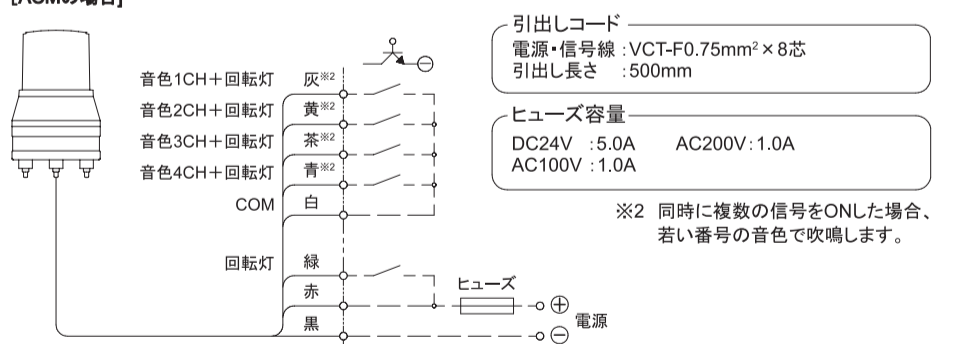 [ASMの場合]
引出しコード
電源・信号線：VCT-F0.75mm²×8芯
引出し長さ　：500mm
音色1CH＋回転灯　灰※2
音色2CH＋回転灯　黄※2
音色3CH＋回転灯　茶※2
音色4CH＋回転灯　青※2
COM　白
ヒューズ容量
DC24V　：5.0A　AC200V：1.0A
AC100V　：1.0A
※2　同時に複数の信号をONした場合、
若い番号の音色で吹鳴します。
回転灯　緑
赤
黒
ヒューズ
⊕
電源
⊖